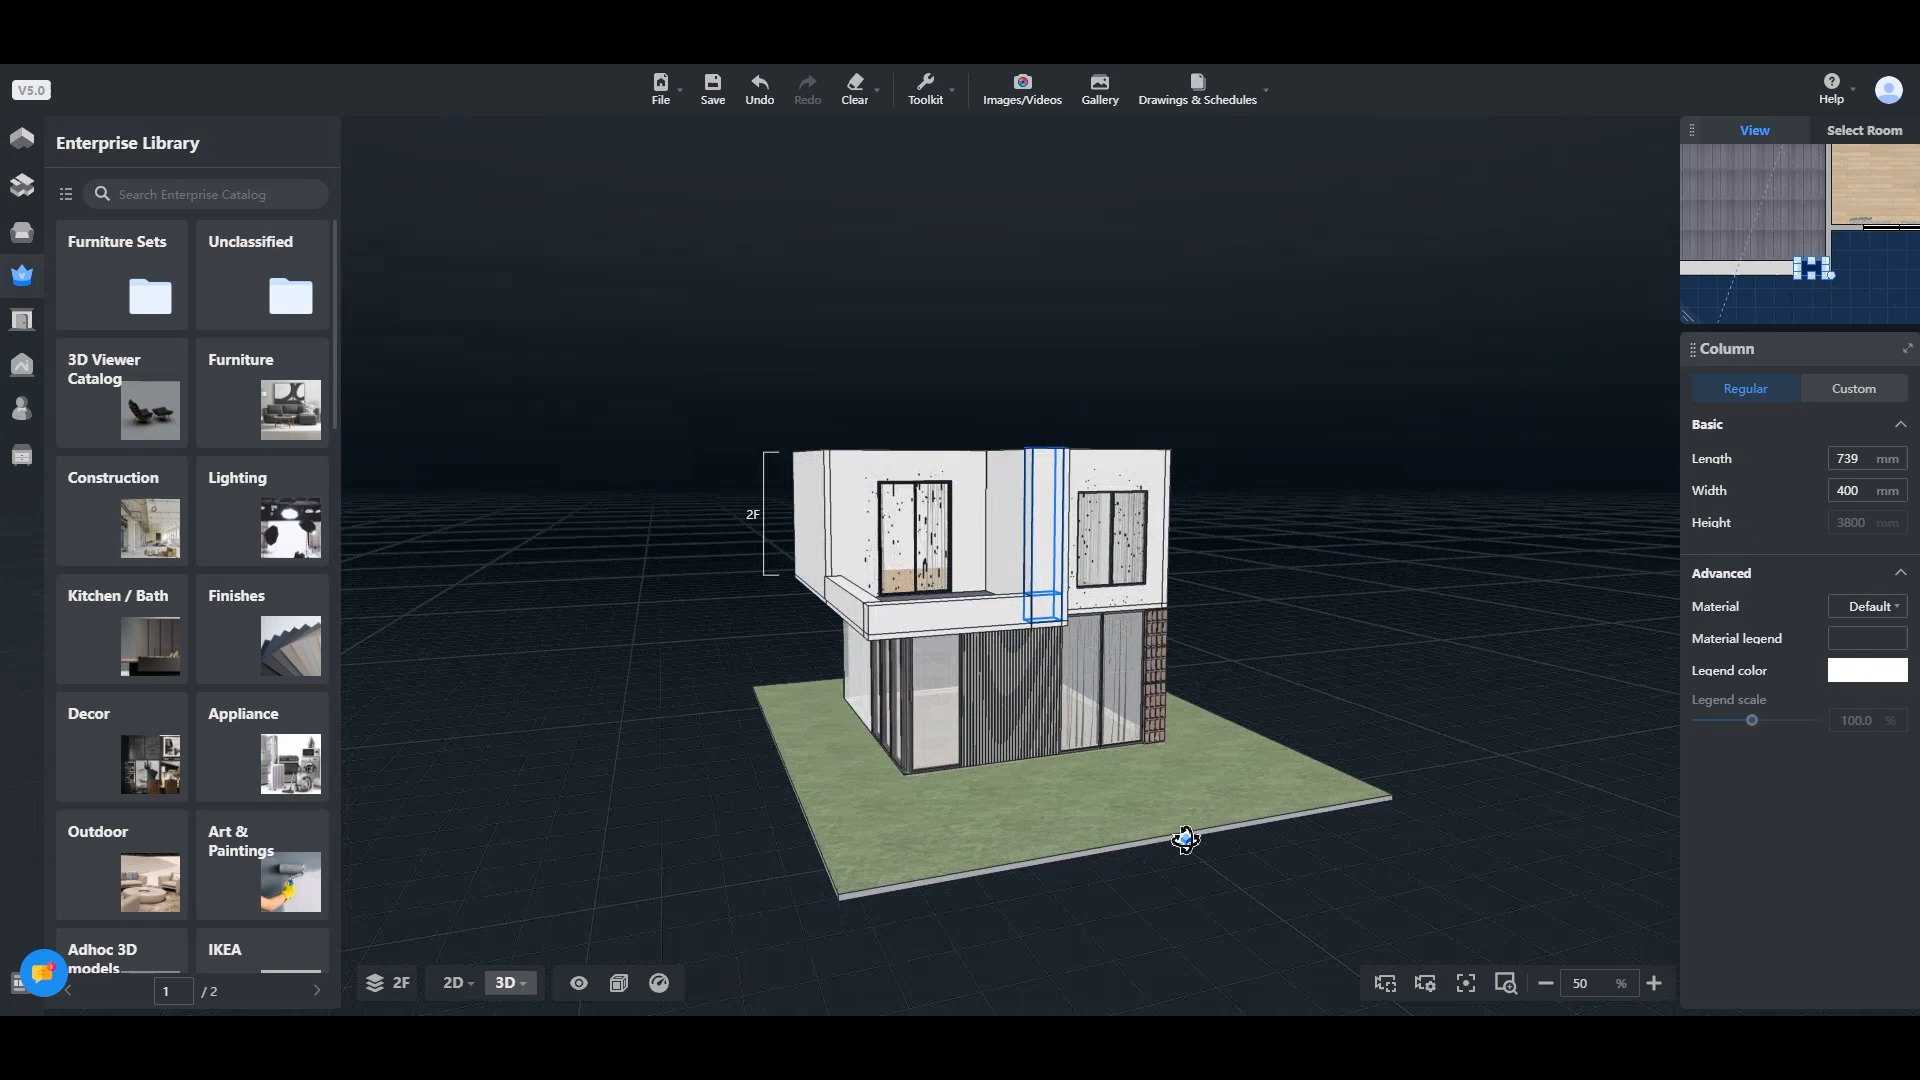 V5.0
File
Save
Undo
Redo
Clear
Toolkit
Images/Videos
Gallery
Drawings & Schedules
Help
Enterprise Library
Search Enterprise Catalog
Furniture Sets
Unclassified
3D Viewer
Catalog
Furniture
Construction
Lighting
Kitchen / Bath
Finishes
Decor
Appliance
Outdoor
Art &
Paintings
Adhoc 3D
models
IKEA
1 / 2
2F
2F
2D
3D
50 %
View
Select Room
Column
Regular
Custom
Basic
Length 739 mm
Width 400 mm
Height 3800 mm
Advanced
Material Default
Material legend
Legend color
Legend scale
100.0 %